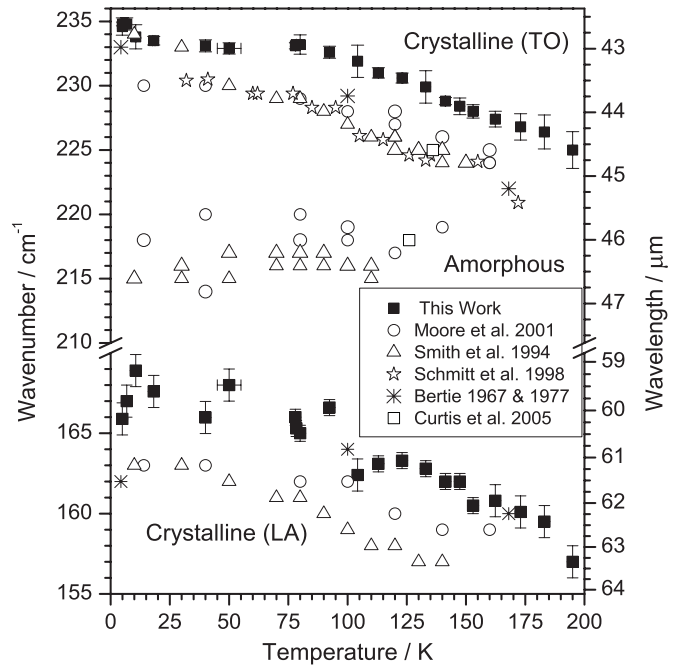 235
230
225
220
215
210
165
160
155
Wavenumber / cm⁻¹
Crystalline (TO)
Amorphous
This Work
Moore et al. 2001
Smith et al. 1994
Schmitt et al. 1998
Bertie 1967 & 1977
Curtis et al. 2005
Crystalline (LA)
43
44
45
46
47
59
60
61
62
63
64
Wavelength / μm
0 25 50 75 100 125 150 175 200
Temperature / K